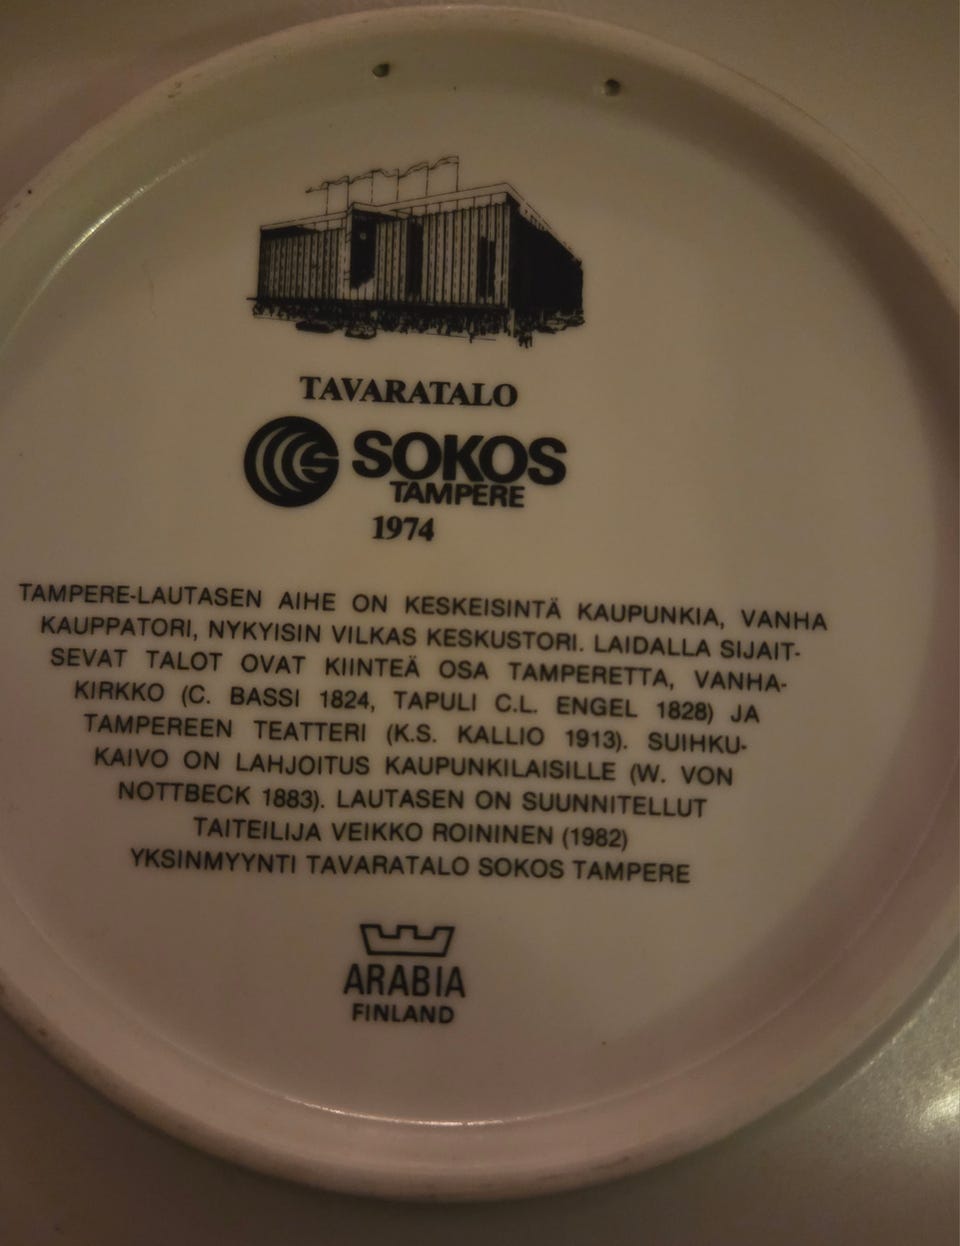 TAVARATALO
SOKOS
TAMPERE
1974
TAMPERE-LAUTASEN AIHE ON KESKEISINTÄ KAUPUNKIA, VANHA
KAUPPATORI, NYKYISIN VILKAS KESKUSTORI. LAIDALLA SIJAIT-
SEVAT TALOT OVAT KIINTEÄ OSA TAMPERETTA, VANHA-
KIRKKO (C. BASSI 1824, TAPULI C.L. ENGEL 1828) JA
TAMPEREEN TEATTERI (K.S. KALLIO 1913). SUIHKU-
KAIVO ON LAHJOITUS KAUPUNKILAISILLE (W. VON
NOTTBECK 1883). LAUTASEN ON SUUNNITELLUT
TAITEILIJA VEIKKO ROININEN (1982)
YKSINMYYNTI TAVARATALO SOKOS TAMPERE
ARABIA
FINLAND